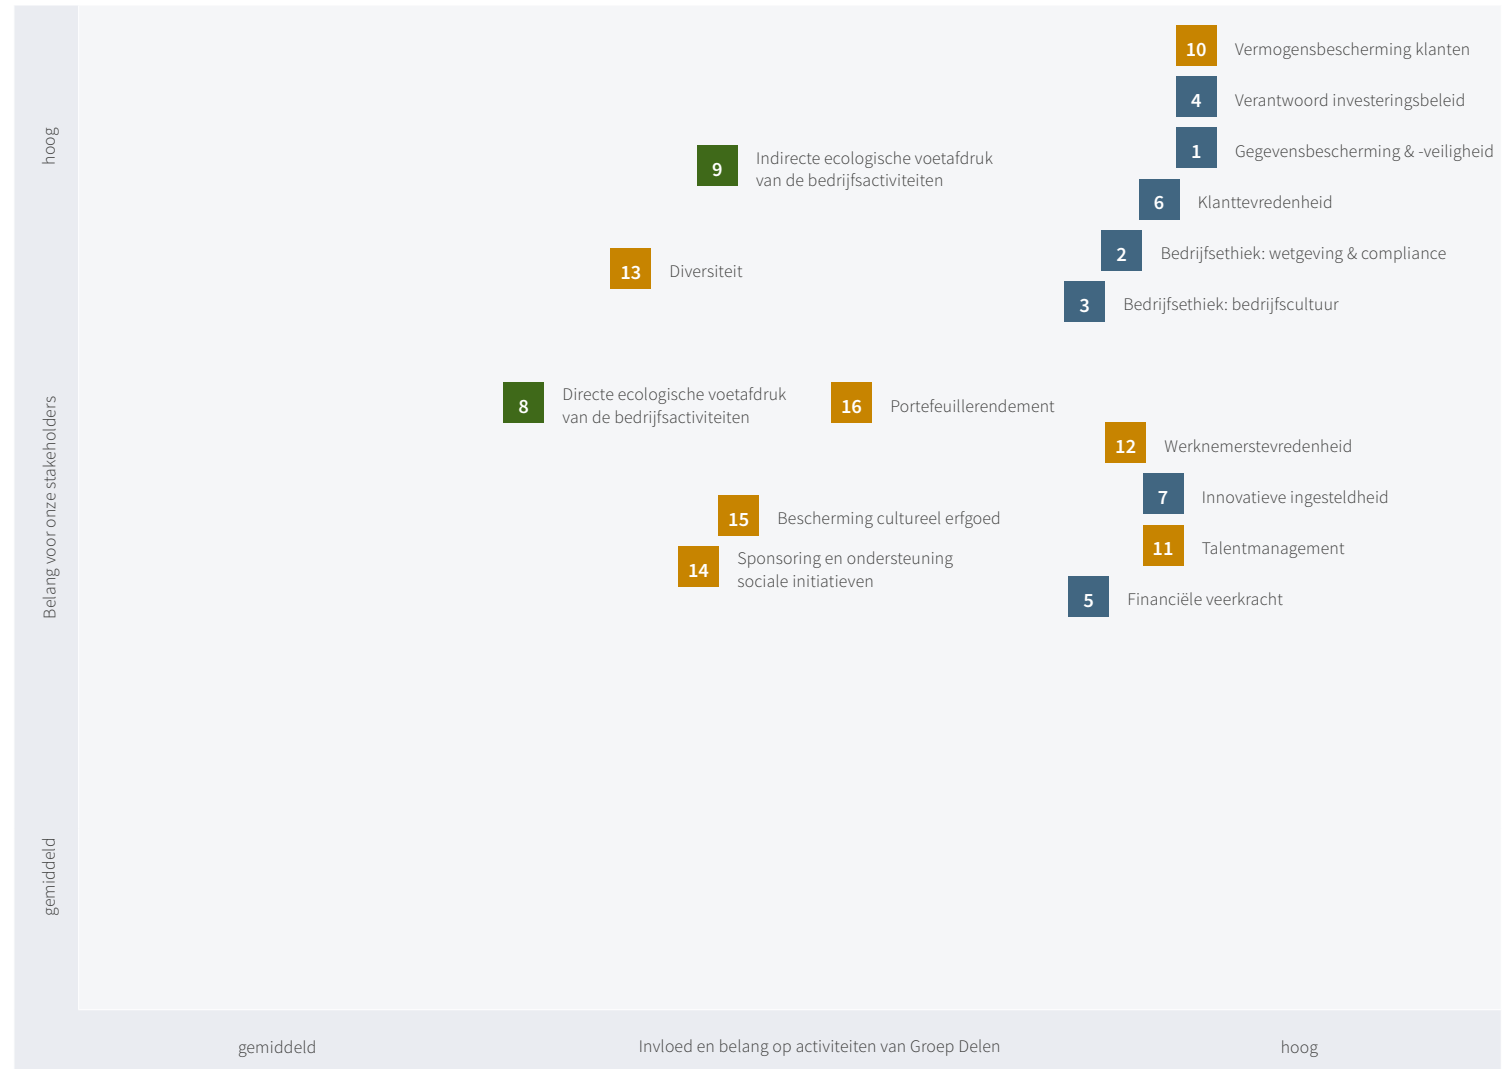 10 Vermogensbescherming klanten
4 Verantwoord investeringsbeleid
1 Gegevensbescherming & -veiligheid
9 Indirecte ecologische voetafdruk
van de bedrijfsactiviteiten
6 Klanttevredenheid
2 Bedrijfsethiek: wetgeving & compliance
13 Diversiteit
3 Bedrijfsethiek: bedrijfscultuur
8 Directe ecologische voetafdruk
van de bedrijfsactiviteiten
16 Portefeuillerendement
12 Werknemerstevredenheid
7 Innovatieve ingesteldheid
15 Bescherming cultureel erfgoed
11 Talentmanagement
14 Sponsoring en ondersteuning
sociale initiatieven
5 Financiële veerkracht
hoog
Belang voor onze stakeholders
gemiddeld
gemiddeld
Invloed en belang op activiteiten van Groep Delen
hoog